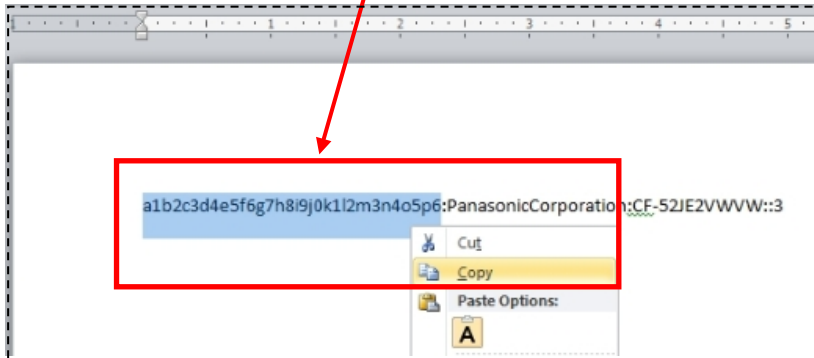 1 2 3 4 5
a1b2c3d4e5f6g7h8i9j0k1l2m3n4o5p6:PanasonicCorporation:CF-52JE2VWVW::3
Cut
Copy
Paste Options:
A